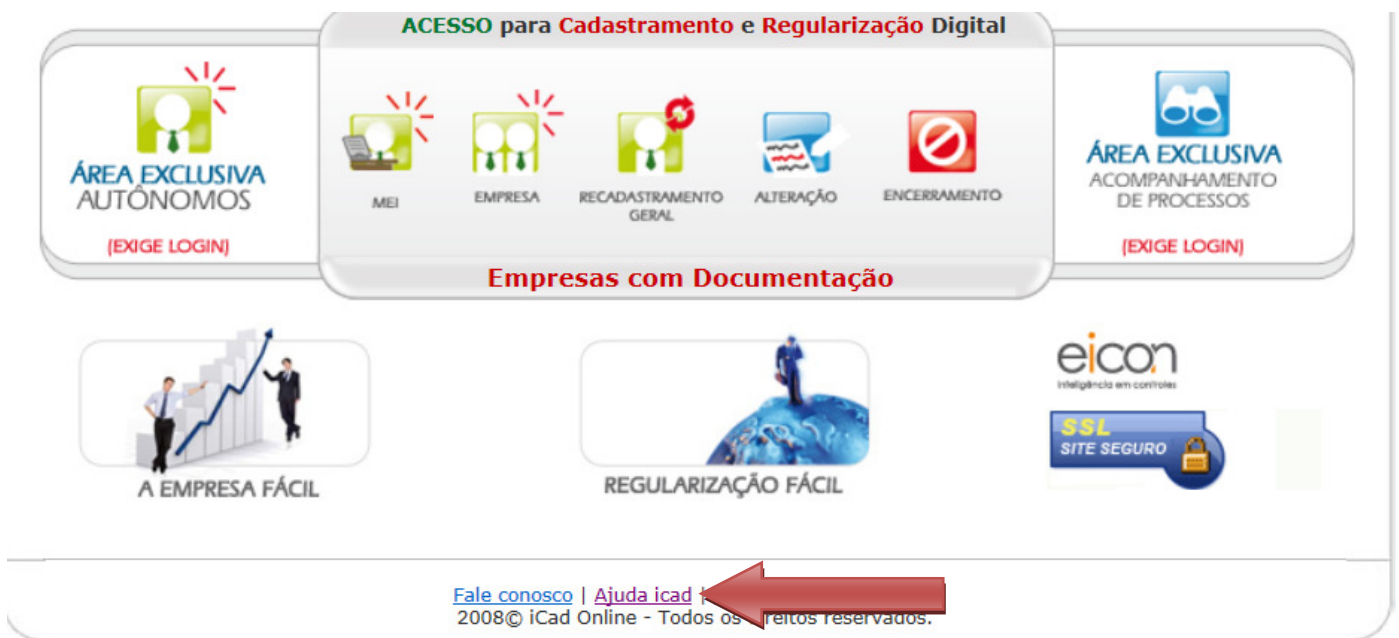 ACESSO para Cadastramento e Regularização Digital
ÁREA EXCLUSIVA
AUTÔNOMOS
(EXIGE LOGIN)
MEI
EMPRESA
RECADASTRAMENTO
GERAL
ALTERAÇÃO
ENCERRAMENTO
ÁREA EXCLUSIVA
ACOMPANHAMENTO
DE PROCESSOS
(EXIGE LOGIN)
Empresas com Documentação
A EMPRESA FÁCIL
REGULARIZAÇÃO FÁCIL
eicon
inteligência em controles
SSL
SITE SEGURO
Fale conosco | Ajuda icad |
2008© iCad Online - Todos os direitos reservados.